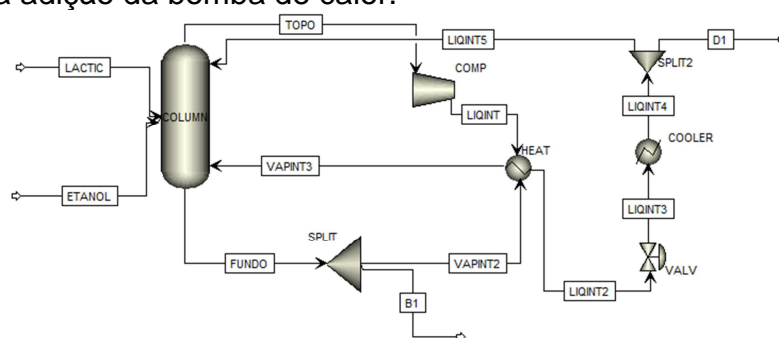 a adição da bomba de calor.
TOPO
LIQINT5
D1
LACTIC
COMP
SPLIT2
COLUMN
LIQINT
LIQINT4
HEAT
COOLER
VAPINT3
ETANOL
LIQINT3
SPLIT
FUNDO
VAPINT2
VALV
LIQINT2
B1